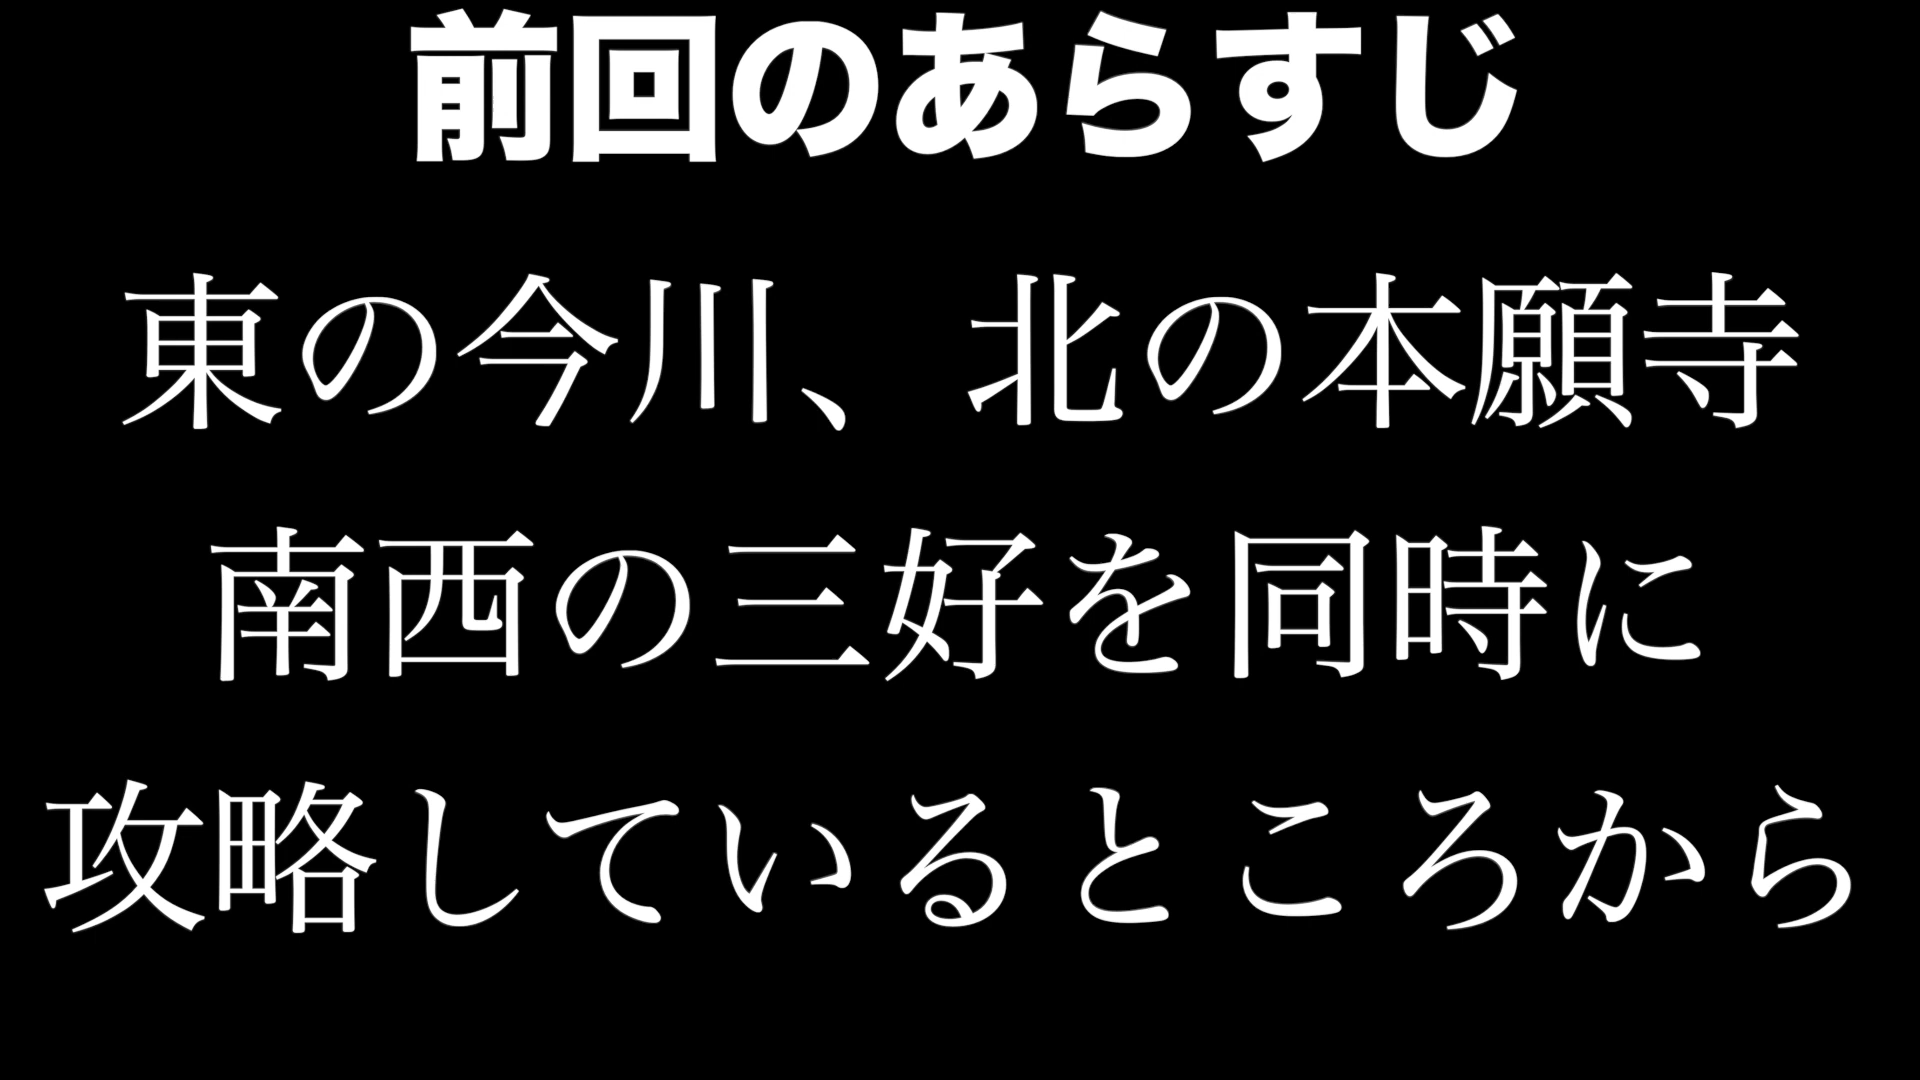 前回のあらすじ
東の今川、北の本願寺
南西の三好を同時に
攻略しているところから